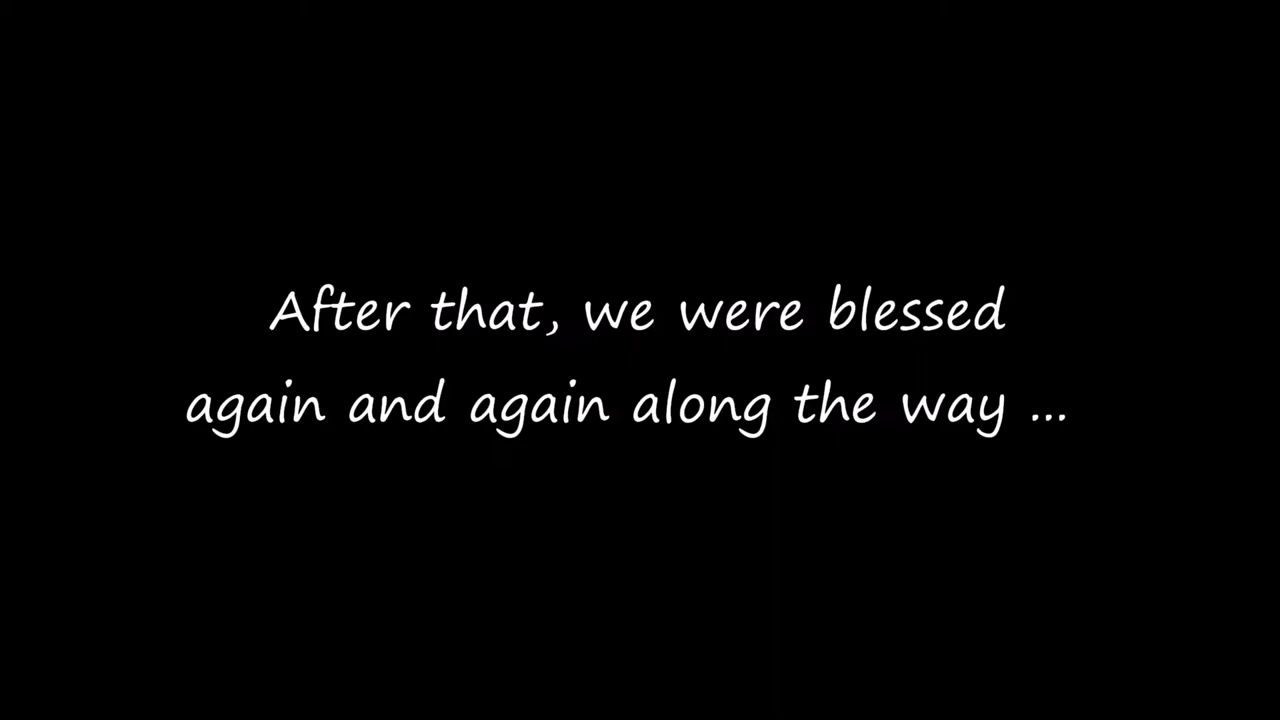 After that, we were blessed
again and again along the way ...